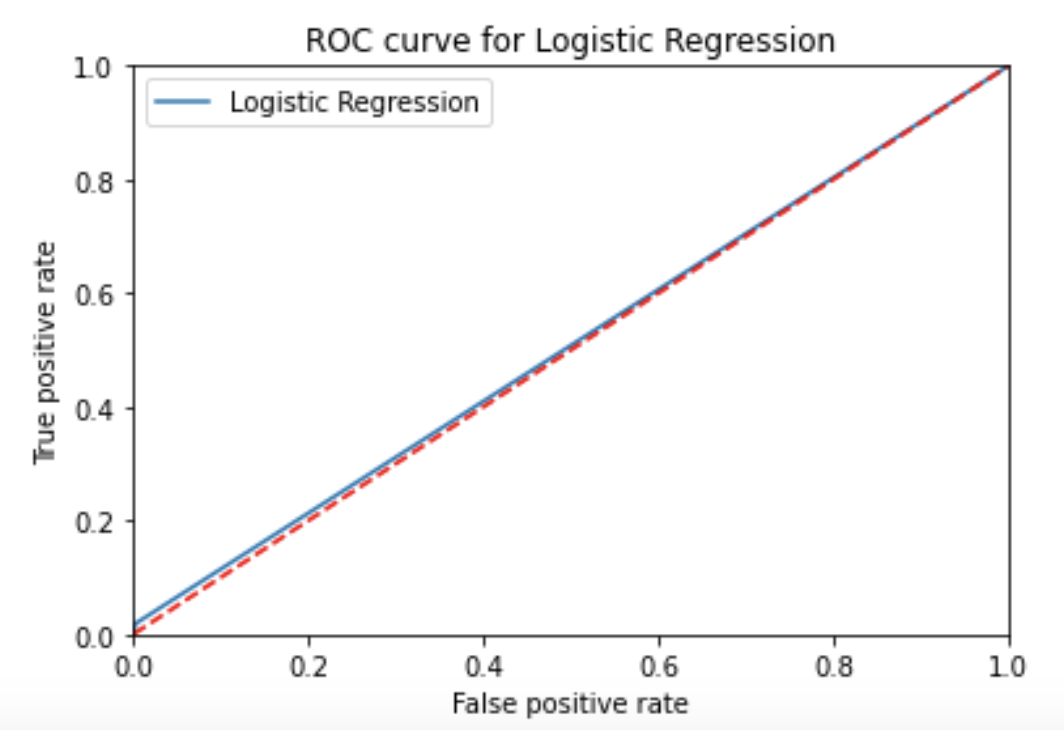 ROC curve for Logistic Regression
1.0
Logistic Regression
0.8
0.6
0.4
0.2
0.0
True positive rate
0.0 0.2 0.4 0.6 0.8 1.0
False positive rate